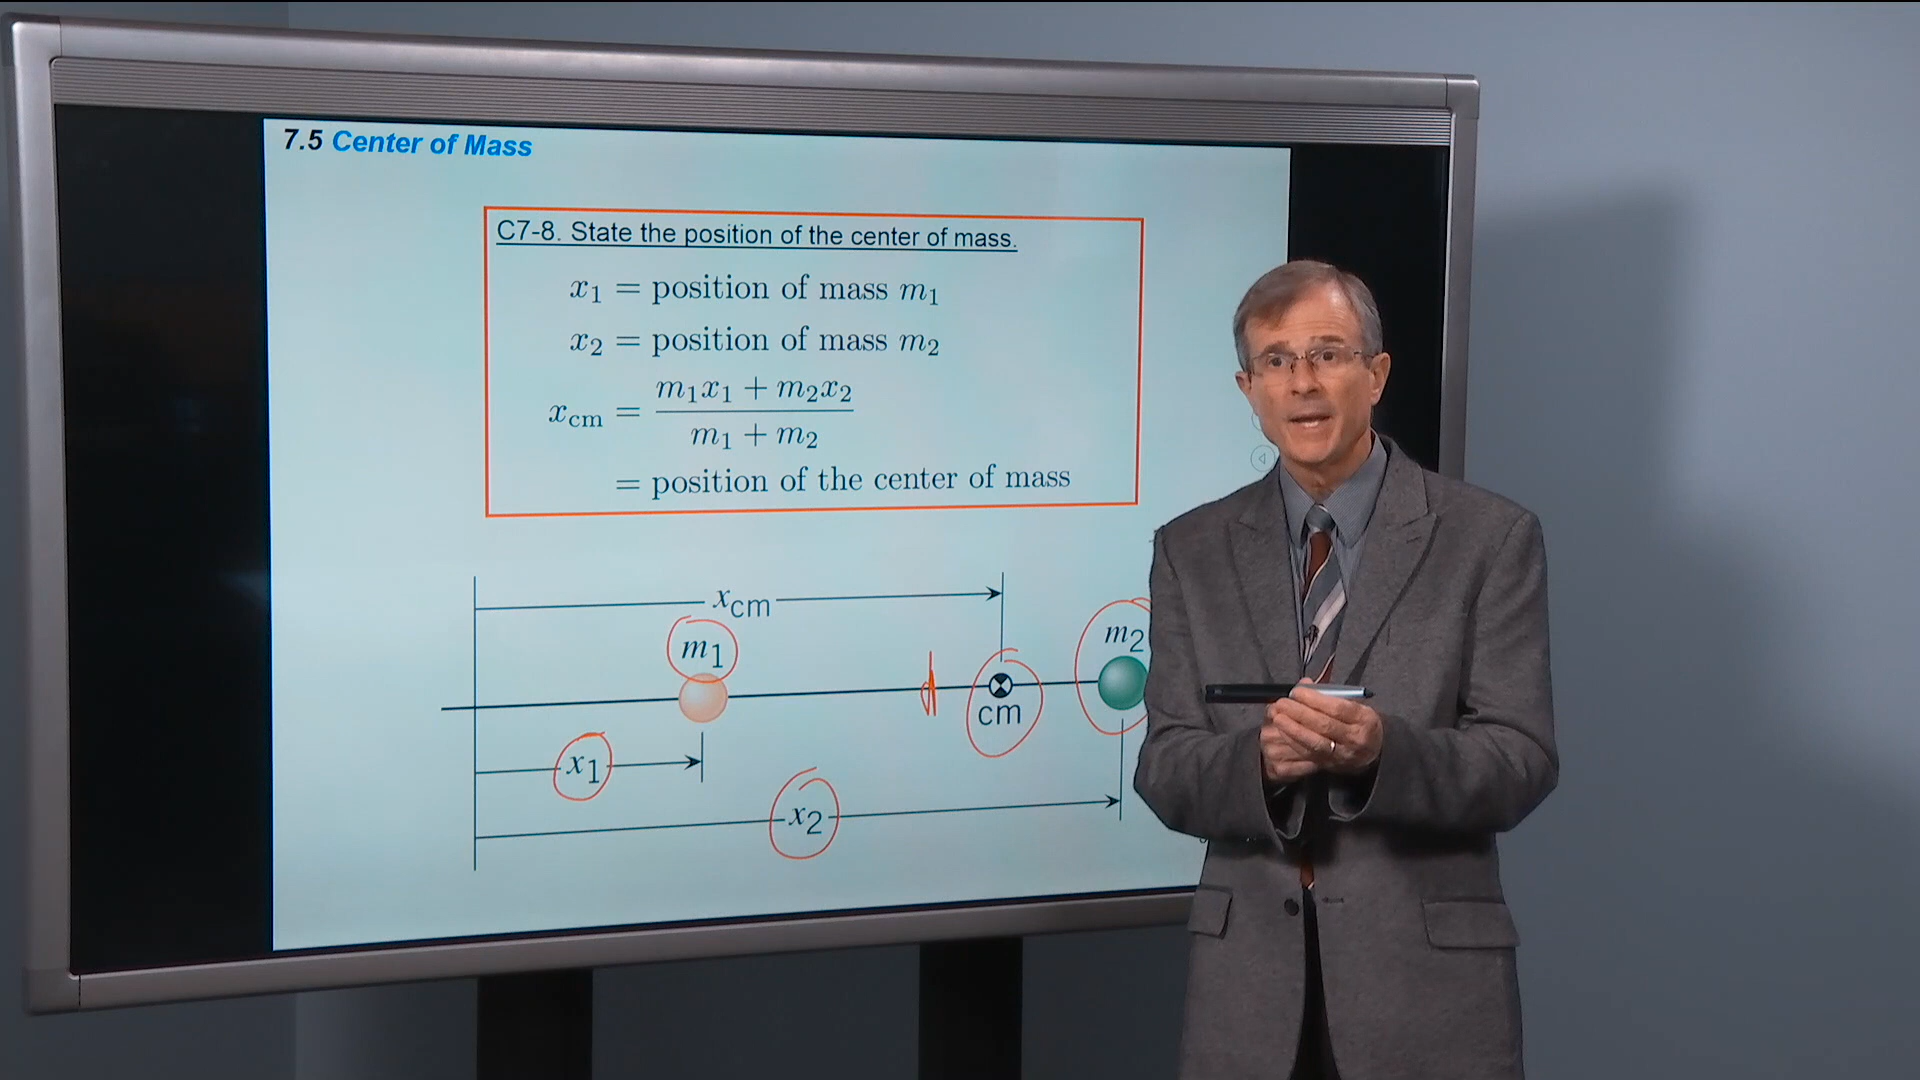 7.5 Center of Mass
C7-8. State the position of the center of mass.
x₁ = position of mass m₁
x₂ = position of mass m₂
x_cm = (m₁x₁ + m₂x₂) / (m₁ + m₂)
= position of the center of mass
x_cm
m₁
m₂
cm
x₁
x₂